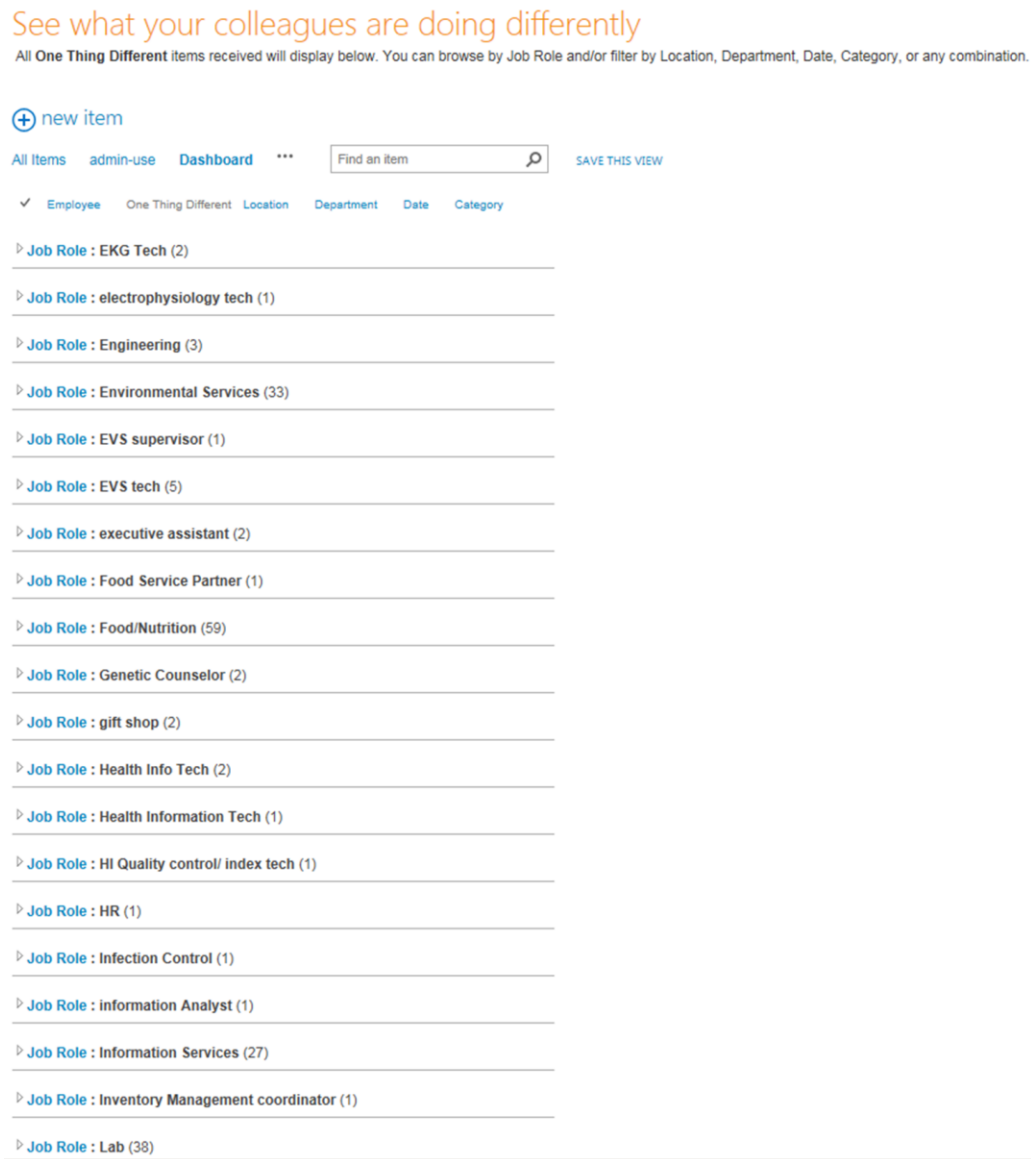 See what your colleagues are doing differently
All One Thing Different items received will display below. You can browse by Job Role and/or filter by Location, Department, Date, Category, or any combination.
new item
All Items admin-use Dashboard ... Find an item SAVE THIS VIEW
Employee One Thing Different Location Department Date Category
Job Role : EKG Tech (2)
Job Role : electrophysiology tech (1)
Job Role : Engineering (3)
Job Role : Environmental Services (33)
Job Role : EVS supervisor (1)
Job Role : EVS tech (5)
Job Role : executive assistant (2)
Job Role : Food Service Partner (1)
Job Role : Food/Nutrition (59)
Job Role : Genetic Counselor (2)
Job Role : gift shop (2)
Job Role : Health Info Tech (2)
Job Role : Health Information Tech (1)
Job Role : HI Quality control/ index tech (1)
Job Role : HR (1)
Job Role : Infection Control (1)
Job Role : information Analyst (1)
Job Role : Information Services (27)
Job Role : Inventory Management coordinator (1)
Job Role : Lab (38)